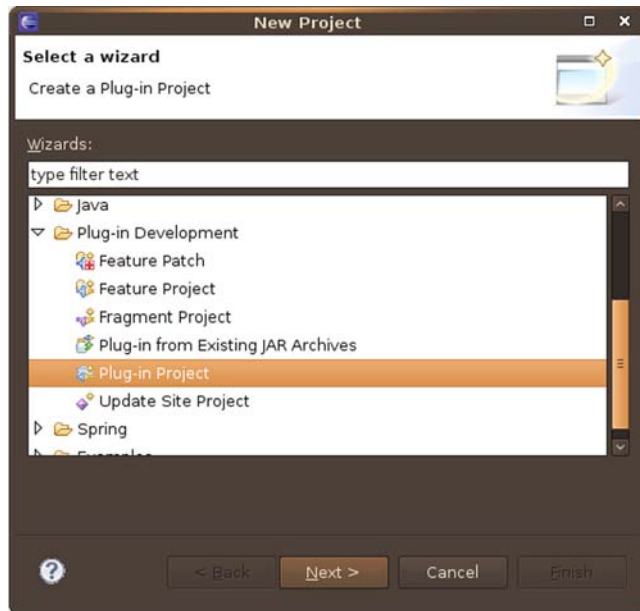 New Project
Select a wizard
Create a Plug-in Project
Wizards:
type filter text
Java
Plug-in Development
Feature Patch
Feature Project
Fragment Project
Plug-in from Existing JAR Archives
Plug-in Project
Update Site Project
Spring
Examples
< Back Next > Cancel Finish